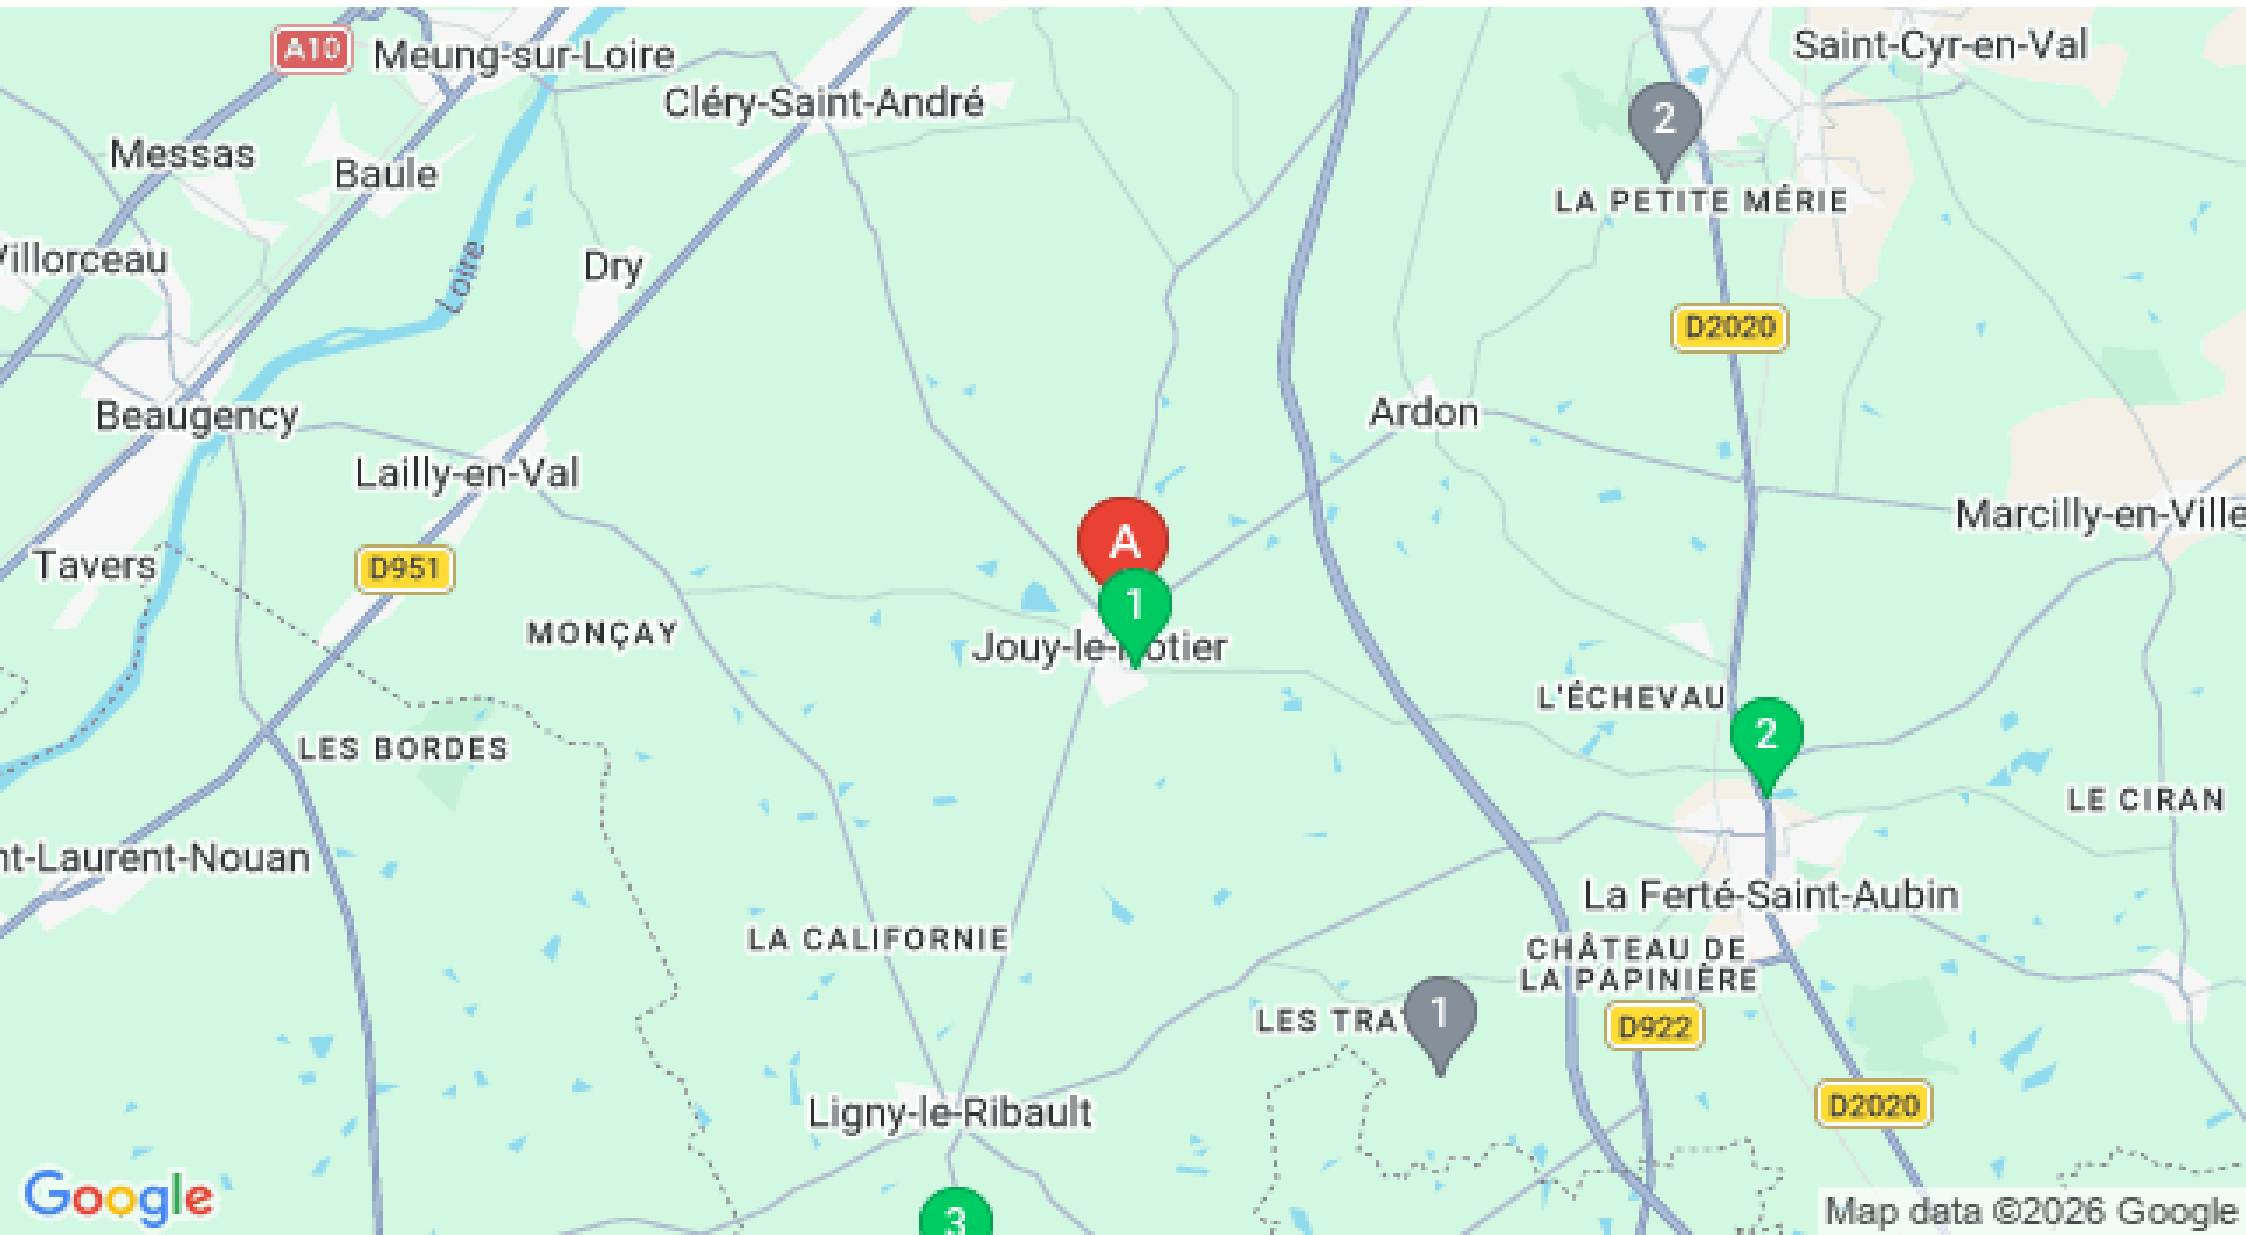 A10
Meung-sur-Loire
Saint-Cyr-en-Val
Cléry-Saint-André
2
Messas
Baule
LA PETITE MÉRIE
Villorceau
Loire
Dry
D2020
Beaugency
Ardon
Lailly-en-Val
Marcilly-en-Ville
A
Tavers
D951
1
MONÇAY
Jouy-le-Potier
L'ÉCHEVAU
2
LES BORDES
LE CIRAN
nt-Laurent-Nouan
La Ferté-Saint-Aubin
LA CALIFORNIE
CHÂTEAU DE
LA PAPINIÈRE
LES TRA
1
D922
Ligny-le-Ribault
D2020
Google
3
Map data ©2026 Google